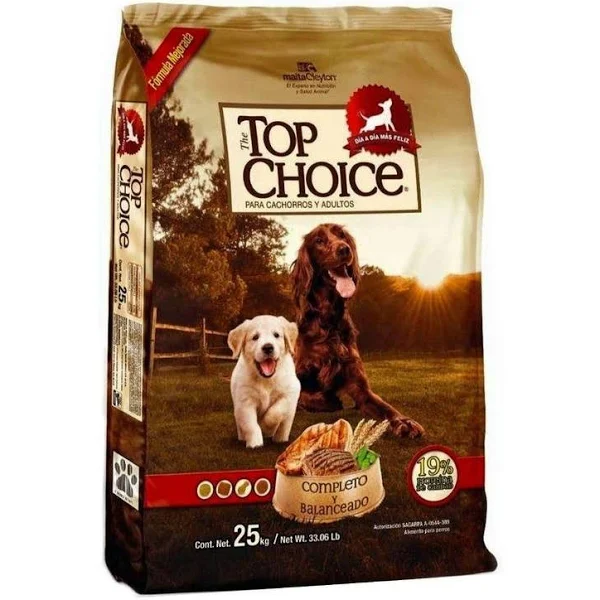 Fórmula Mejorada
maltaCleyton
El Experto en Nutrición
y Salud Animal
The
TOP
CHOICE
PARA CACHORROS Y ADULTOS
DÍA A DÍA MÁS FELIZ
TOP
CHOICE
25 kg
COMPLETO
Y
BALANCEADO
19%
Cont. Net. 25kg / Net Wt. 33.06 Lb
Alimento para perros